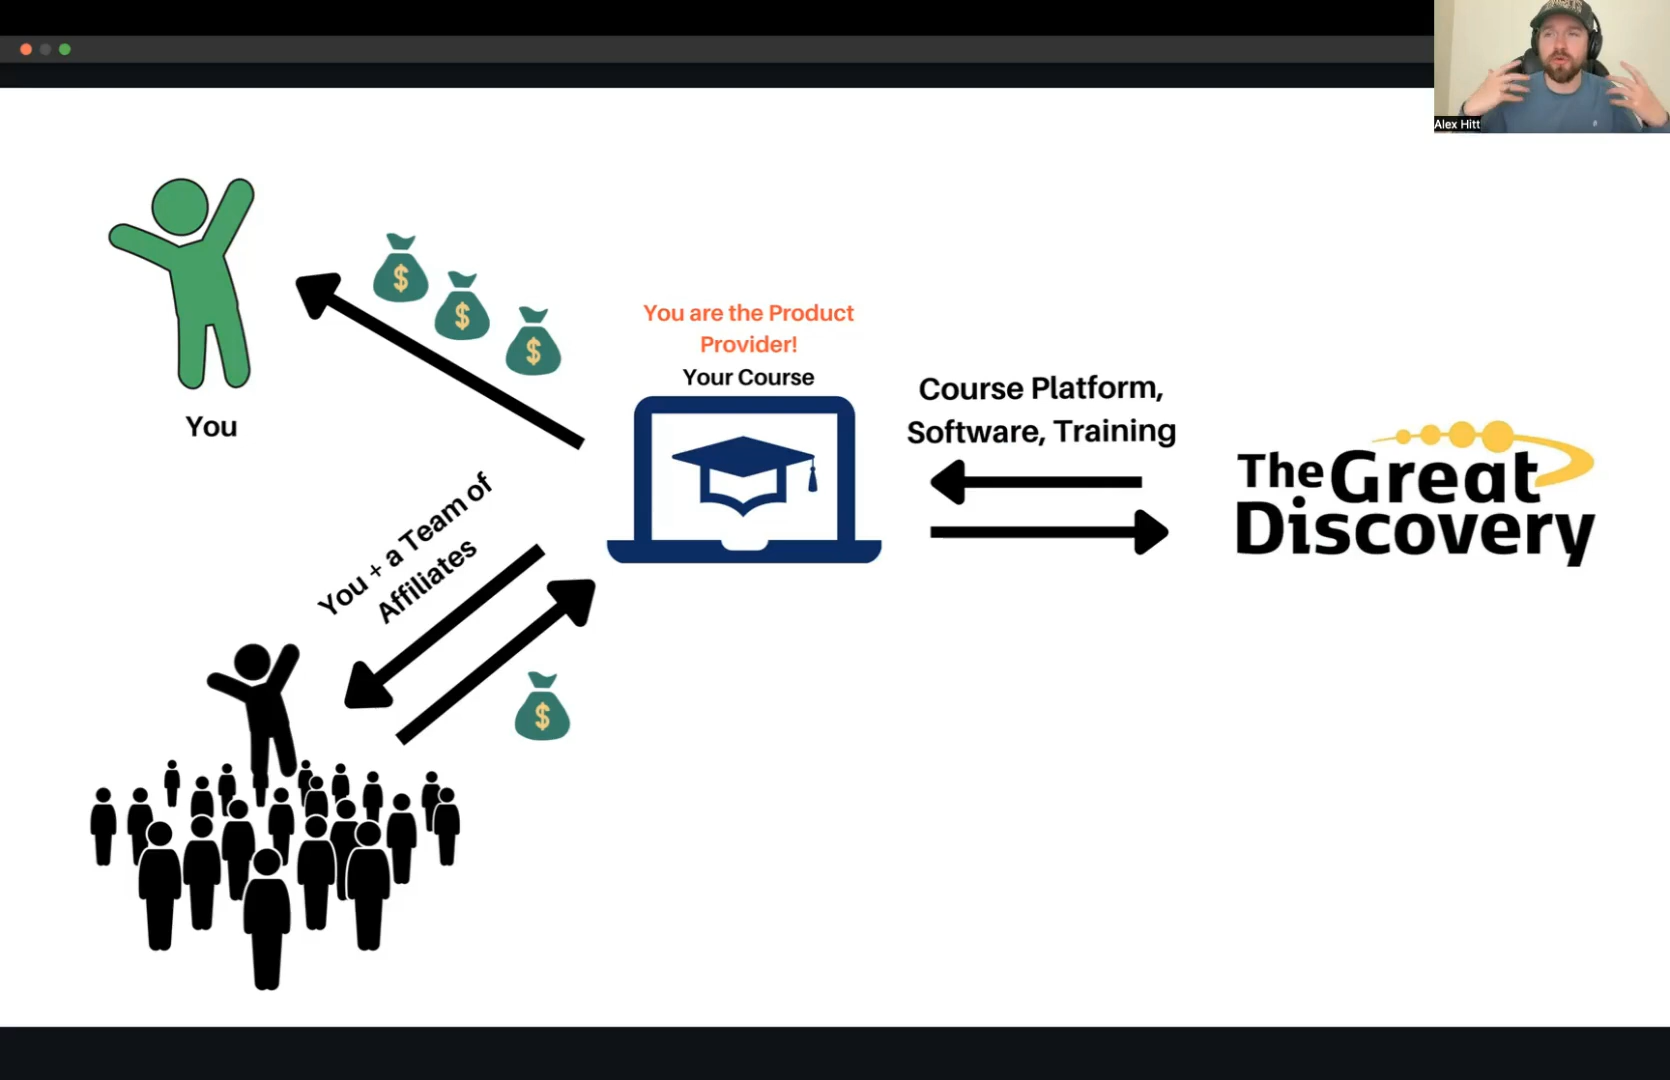 Alex Hitt
You are the Product
Provider!
Your Course
Course Platform,
Software, Training
The Great
Discovery
You
You + a Team of
Affiliates
$
$
$
$